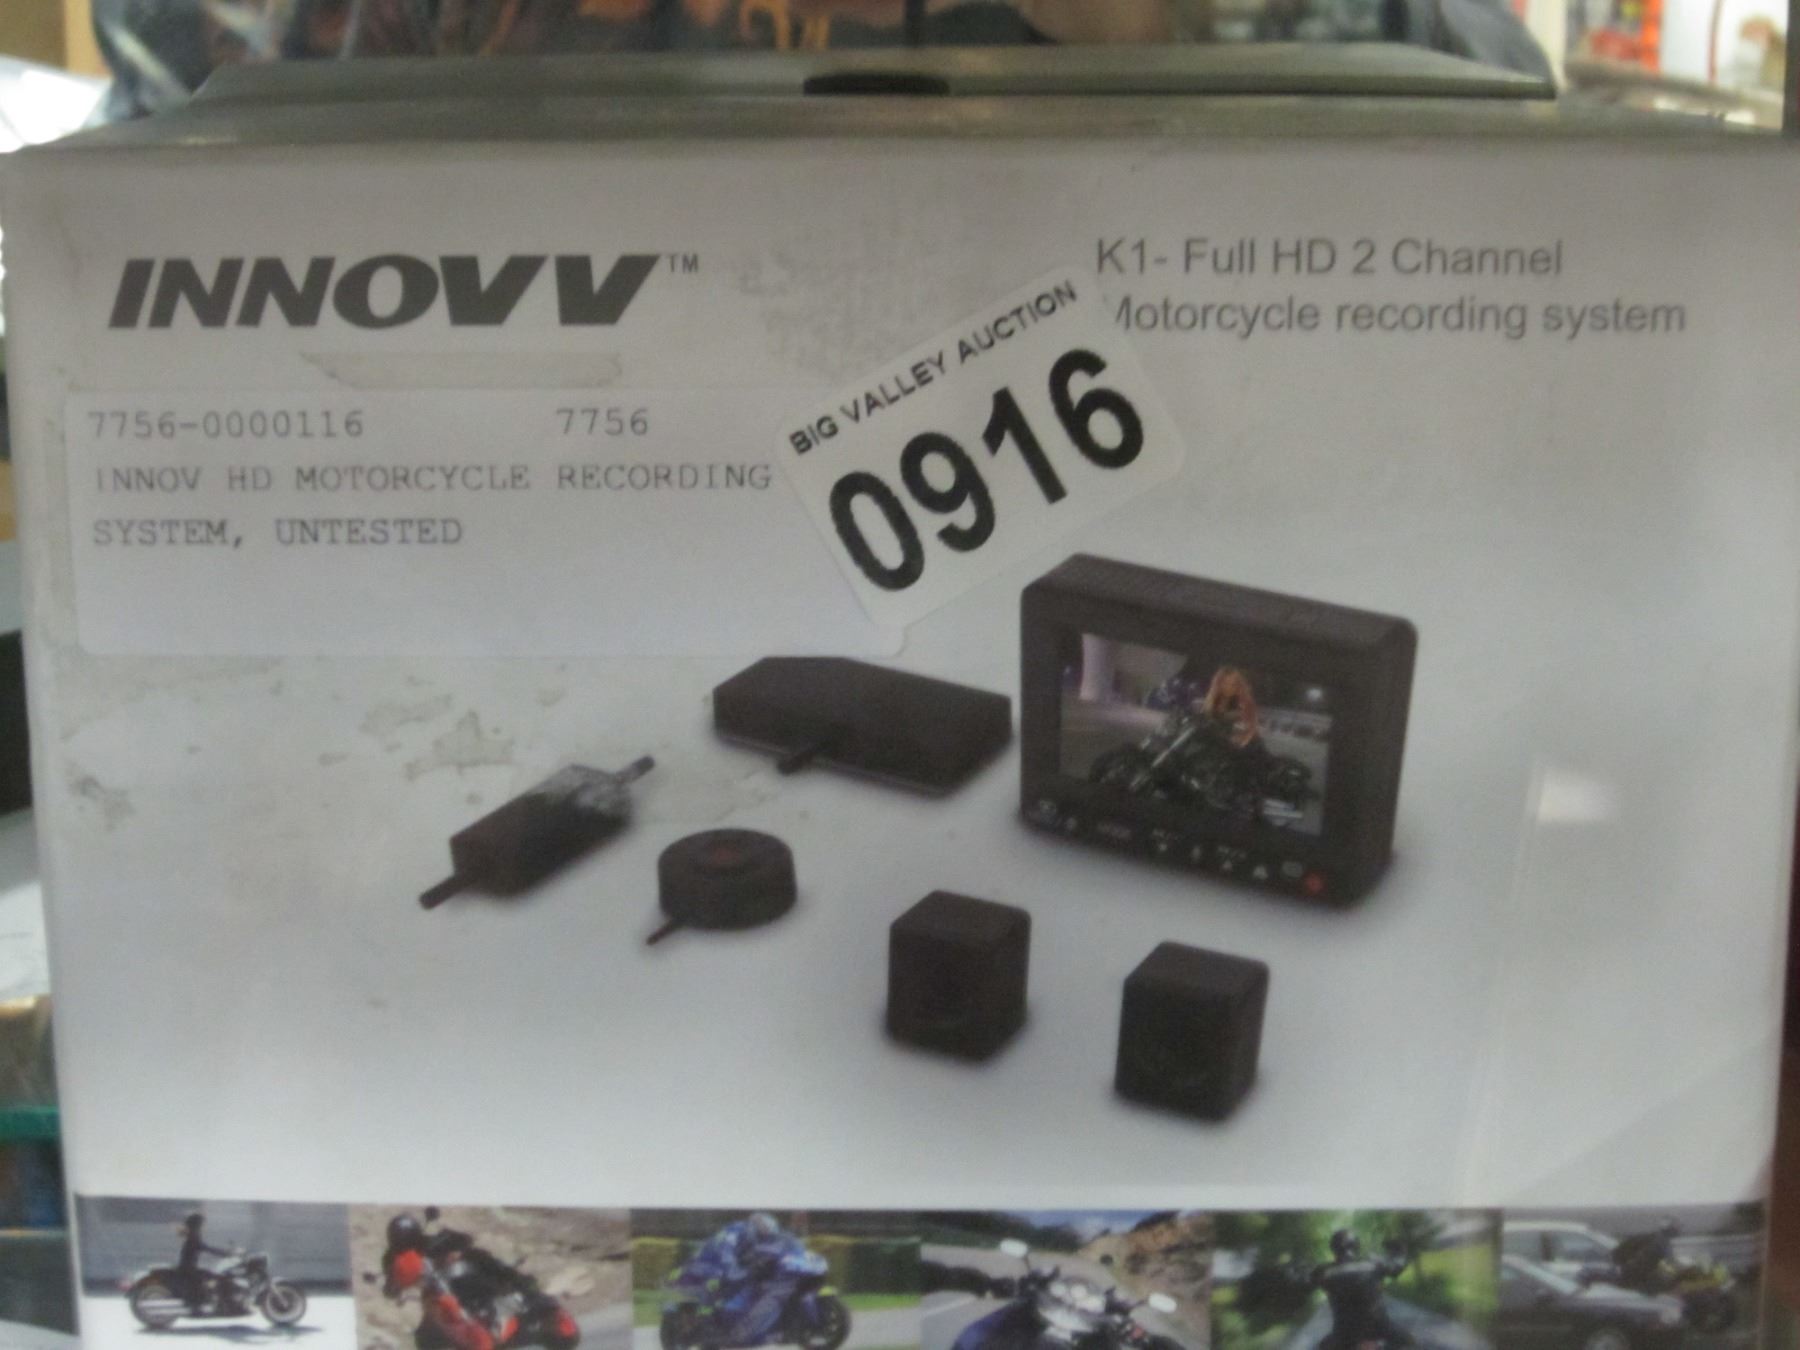 INNOVV™
K1- Full HD 2 Channel
Motorcycle recording system
BIG VALLEY AUCTION
0916
7756-0000116 7756
INNOV HD MOTORCYCLE RECORDING
SYSTEM, UNTESTED